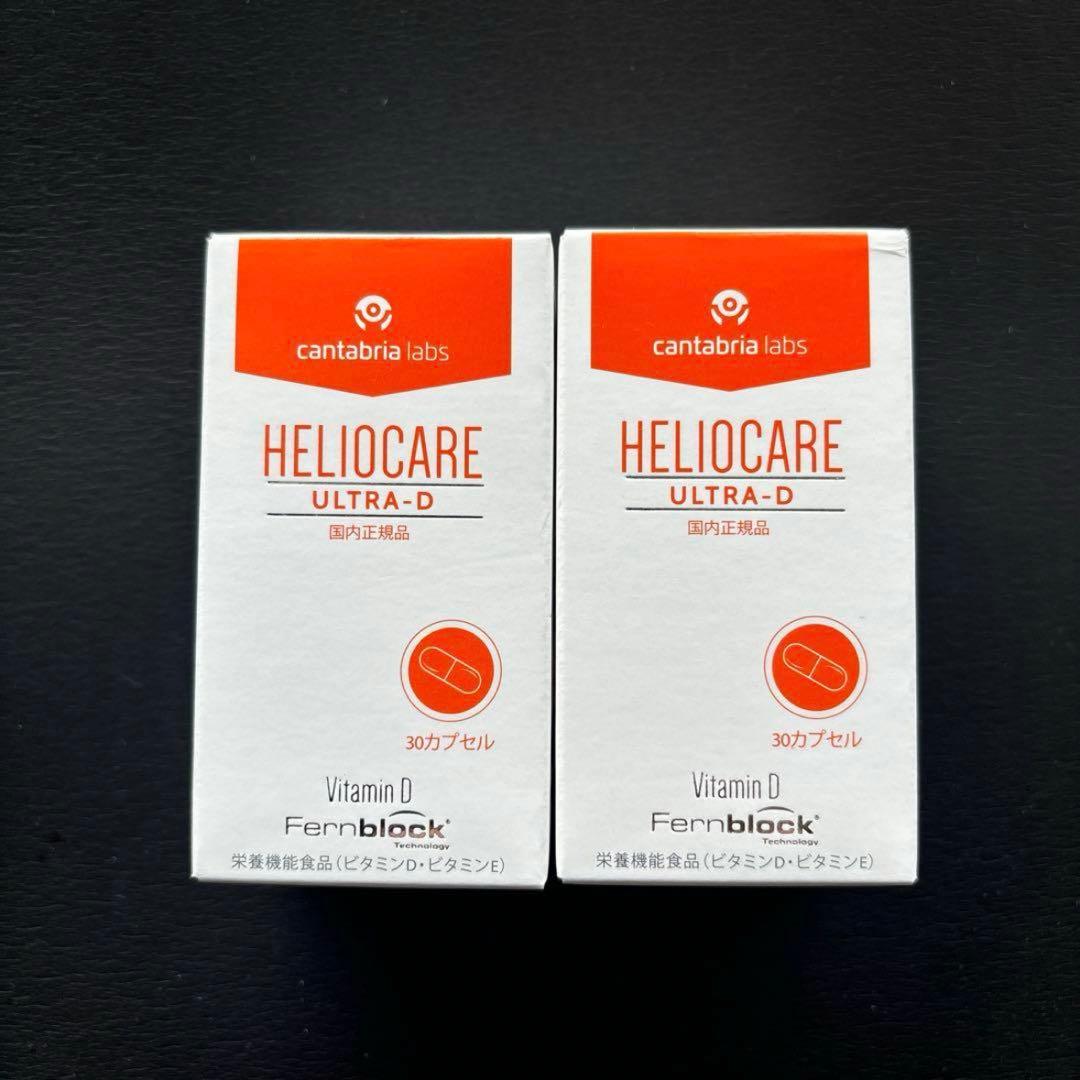 cantabria labs
HELIOCARE
ULTRA-D
国内正規品
30カプセル
Vitamin D
Fernblock®
Technology
栄養機能食品(ビタミンD・ビタミンE)
cantabria labs
HELIOCARE
ULTRA-D
国内正規品
30カプセル
Vitamin D
Fernblock®
Technology
栄養機能食品(ビタミンD・ビタミンE)